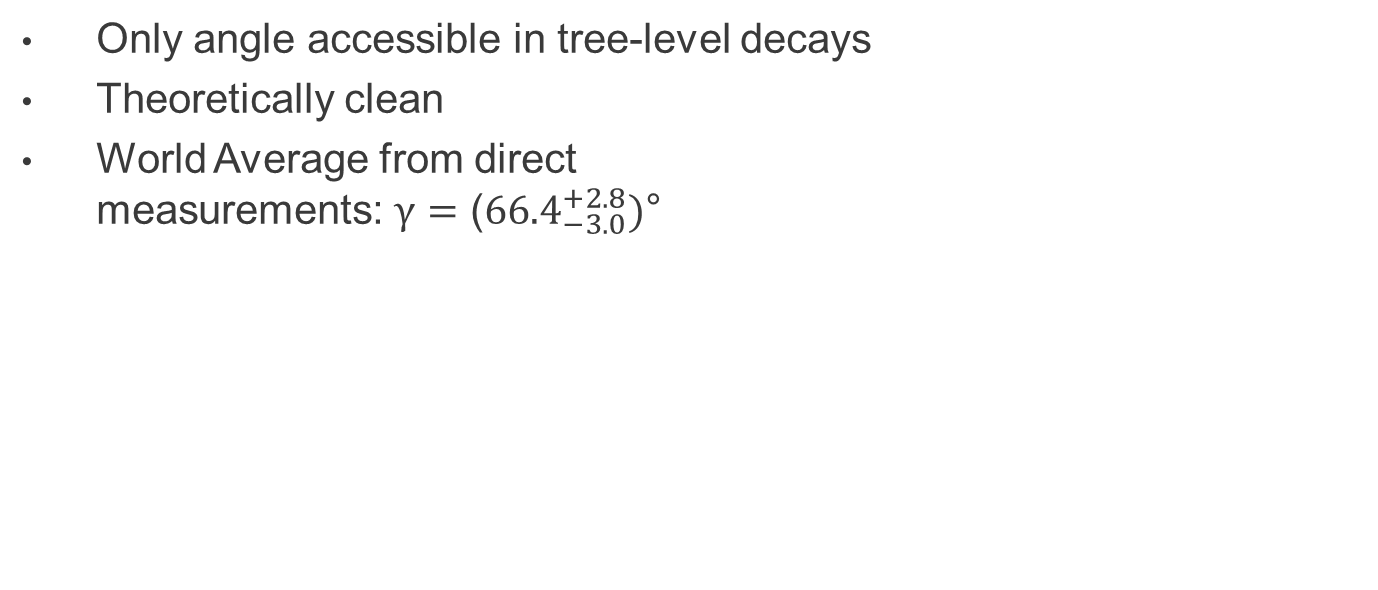 • Only angle accessible in tree-level decays
• Theoretically clean
• World Average from direct
measurements: γ = (66.4^{+2.8}_{−3.0})°